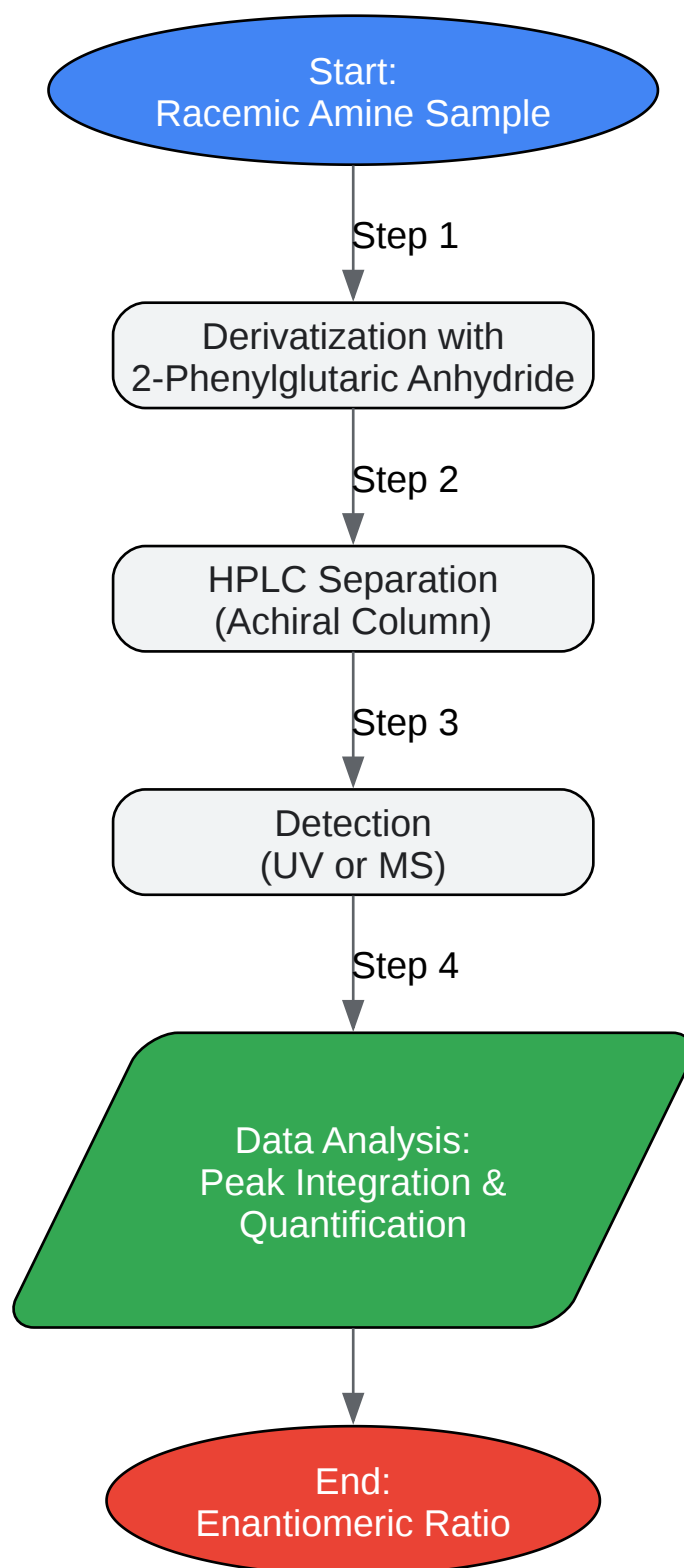 Start:
Racemic Amine Sample
Step 1
Derivatization with
2-Phenylglutaric Anhydride
Step 2
HPLC Separation
(Achiral Column)
Step 3
Detection
(UV or MS)
Step 4
Data Analysis:
Peak Integration &
Quantification
End:
Enantiomeric Ratio